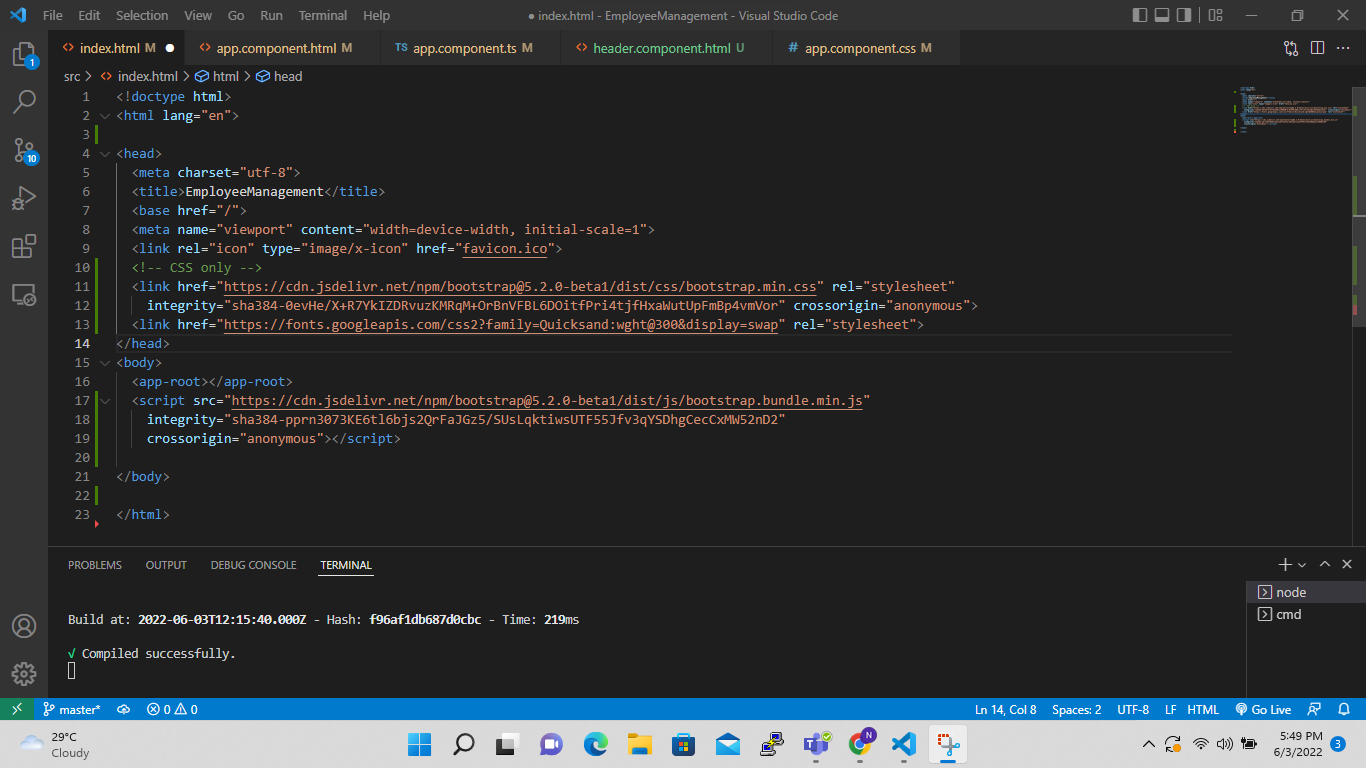 File Edit Selection View Go Run Terminal Help ● index.html - EmployeeManagement - Visual Studio Code
index.html M ● app.component.html M TS app.component.ts M header.component.html U # app.component.css M
src > index.html > html > head
1 <!doctype html>
2 <html lang="en">
3
4 <head>
5 <meta charset="utf-8">
6 <title>EmployeeManagement</title>
7 <base href="/">
8 <meta name="viewport" content="width=device-width, initial-scale=1">
9 <link rel="icon" type="image/x-icon" href="favicon.ico">
10 <!-- CSS only -->
11 <link href="https://cdn.jsdelivr.net/npm/bootstrap@5.2.0-beta1/dist/css/bootstrap.min.css" rel="stylesheet"
12 integrity="sha384-0evHe/X+R7YkIZDRvuzKMRqM+OrBnVFBL6DOitfPri4tjfHxaWutUpFmBp4vmVor" crossorigin="anonymous">
13 <link href="https://fonts.googleapis.com/css2?family=Quicksand:wght@300&display=swap" rel="stylesheet">
14 </head>
15 <body>
16 <app-root></app-root>
17 <script src="https://cdn.jsdelivr.net/npm/bootstrap@5.2.0-beta1/dist/js/bootstrap.bundle.min.js"
18 integrity="sha384-pprn3073KE6tl6bjs2QrFaJGz5/SUsLqktiwsUTF55Jfv3qYSDhgCecCxMW52nD2"
19 crossorigin="anonymous"></script>
20
21 </body>
22
23 </html>
PROBLEMS OUTPUT DEBUG CONSOLE TERMINAL
node
cmd
Build at: 2022-06-03T12:15:40.000Z - Hash: f96af1db687d0cbc - Time: 219ms
√ Compiled successfully.
1
10
master* 0 0 Ln 14, Col 8 Spaces: 2 UTF-8 LF HTML Go Live
29°C
Cloudy
N
5:49 PM
6/3/2022 3